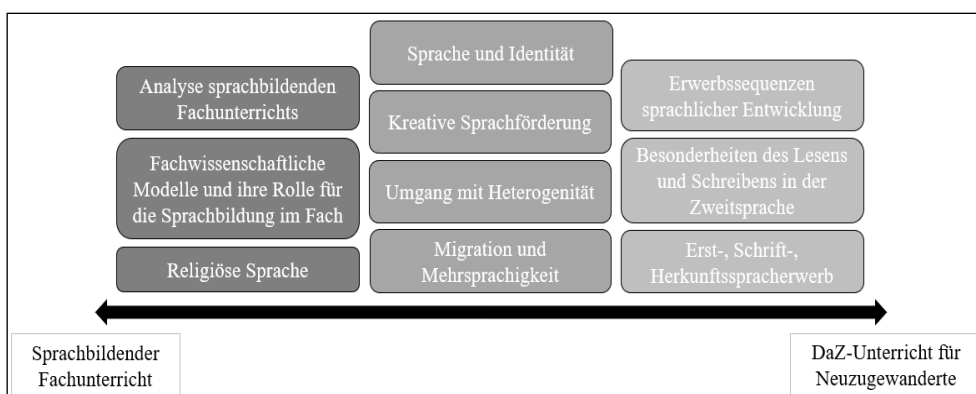 Analyse sprachbildenden
Fachunterrichts
Fachwissenschaftliche
Modelle und ihre Rolle für
die Sprachbildung im Fach
Religiöse Sprache
Sprache und Identität
Kreative Sprachförderung
Umgang mit Heterogenität
Migration und
Mehrsprachigkeit
Erwerbssequenzen
sprachlicher Entwicklung
Besonderheiten des Lesens
und Schreibens in der
Zweitsprache
Erst-, Schrift-,
Herkunftsspracherwerb
Sprachbildender
Fachunterricht
DaZ-Unterricht für
Neuzugewanderte